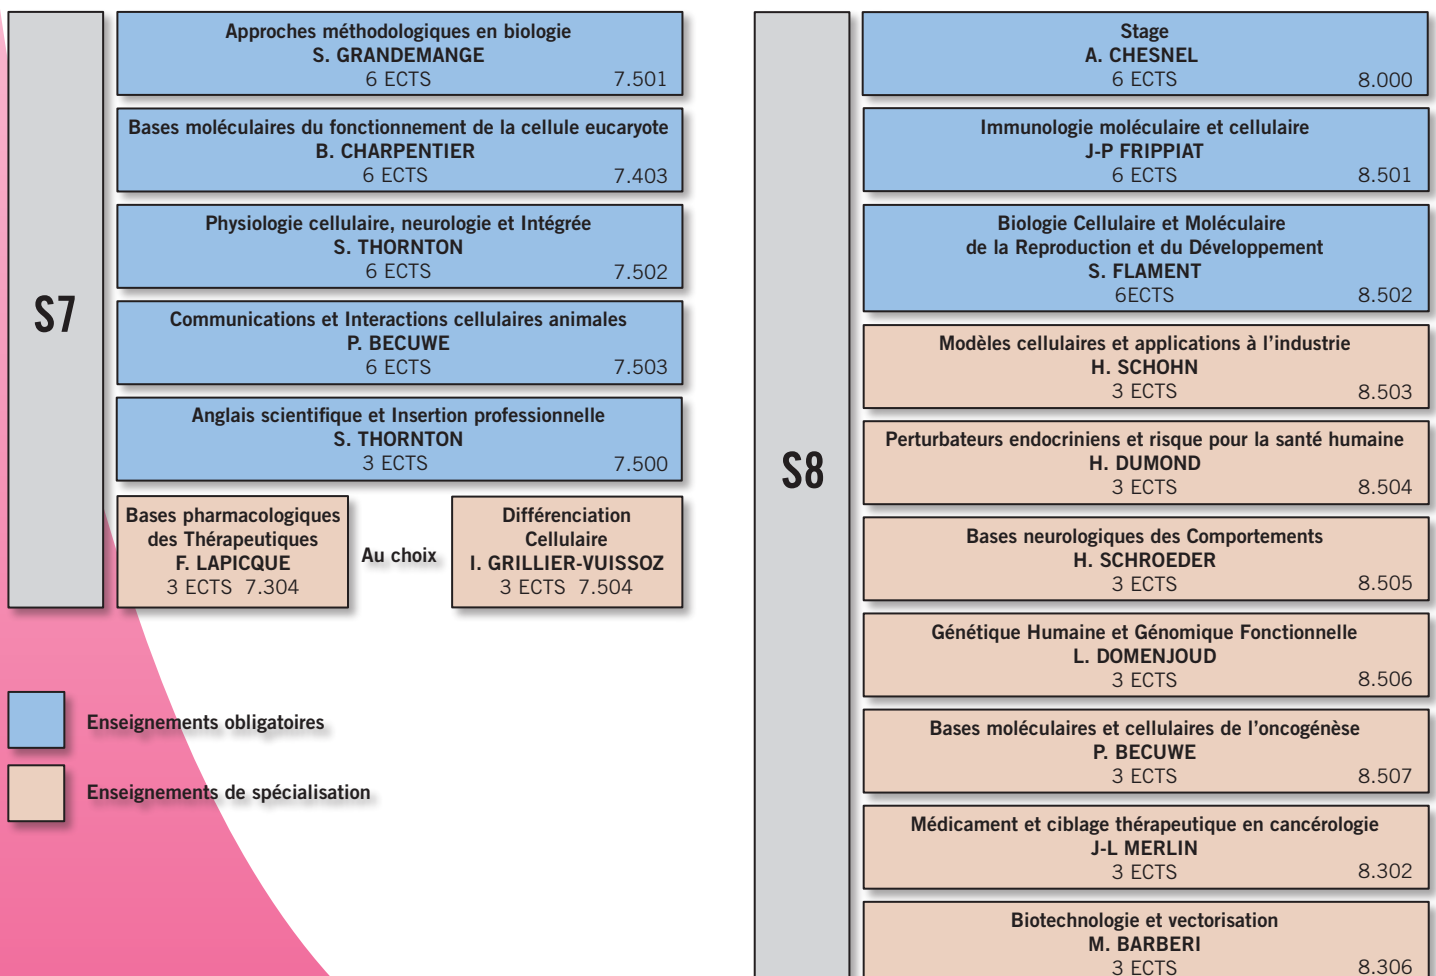 S7
Approches méthodologiques en biologie
S. GRANDEMANGE
6 ECTS 7.501
Bases moléculaires du fonctionnement de la cellule eucaryote
B. CHARPENTIER
6 ECTS 7.403
Physiologie cellulaire, neurologie et Intégrée
S. THORNTON
6 ECTS 7.502
Communications et Interactions cellulaires animales
P. BECUWE
6 ECTS 7.503
Anglais scientifique et Insertion professionnelle
S. THORNTON
3 ECTS 7.500
Bases pharmacologiques
des Thérapeutiques
F. LAPICQUE
3 ECTS 7.304
Au choix
Différenciation
Cellulaire
I. GRILLIER-VUISSOZ
3 ECTS 7.504
Enseignements obligatoires
Enseignements de spécialisation
S8
Stage
A. CHESNEL
6 ECTS 8.000
Immunologie moléculaire et cellulaire
J-P FRIPPIAT
6 ECTS 8.501
Biologie Cellulaire et Moléculaire
de la Reproduction et du Développement
S. FLAMENT
6ECTS 8.502
Modèles cellulaires et applications à l'industrie
H. SCHOHN
3 ECTS 8.503
Perturbateurs endocriniens et risque pour la santé humaine
H. DUMOND
3 ECTS 8.504
Bases neurologiques des Comportements
H. SCHROEDER
3 ECTS 8.505
Génétique Humaine et Génomique Fonctionnelle
L. DOMENJOUD
3 ECTS 8.506
Bases moléculaires et cellulaires de l'oncogénèse
P. BECUWE
3 ECTS 8.507
Médicament et ciblage thérapeutique en cancérologie
J-L MERLIN
3 ECTS 8.302
Biotechnologie et vectorisation
M. BARBERI
3 ECTS 8.306